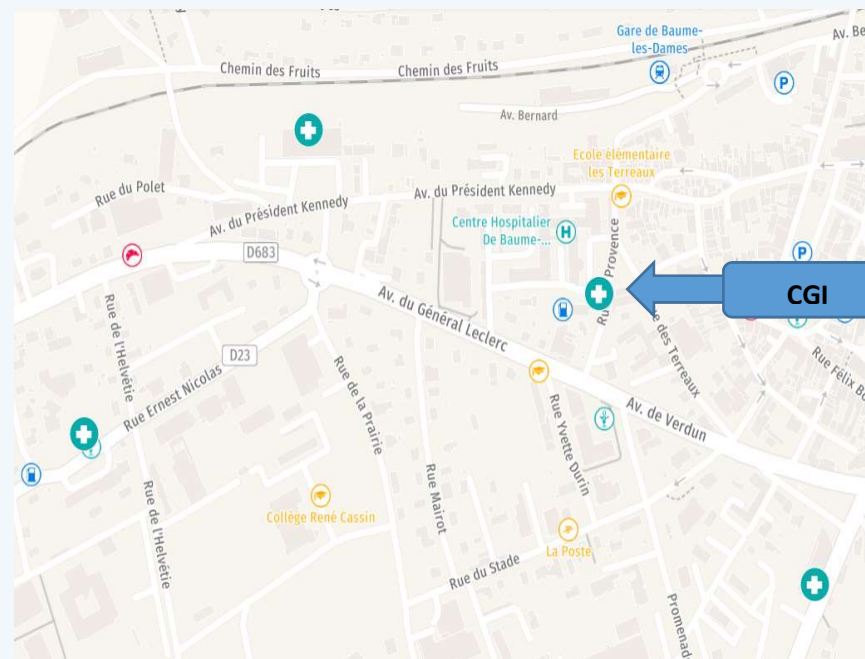 Gare de Baume-
les-Dames
Av. Be
Chemin des Fruits
Chemin des Fruits
P
Av. Bernard
Ecole élémentaire
les Terreaux
Rue du Polet
Av. du Président Kennedy
Av. du Président Kennedy
Centre Hospitalier
De Baume-...
H
Provence
D683
P
Av. du Général Leclerc
Ru
CGI
Rue de l'Helvétie
e des Terreaux
Rue Félix Bo
D23
Rue Ernest Nicolas
Rue de la Prairie
Av. de Verdun
Rue Yvette Durin
Rue Mairot
Rue de l'Helvétie
Collège René Cassin
La Poste
Rue du Stade
Promenad